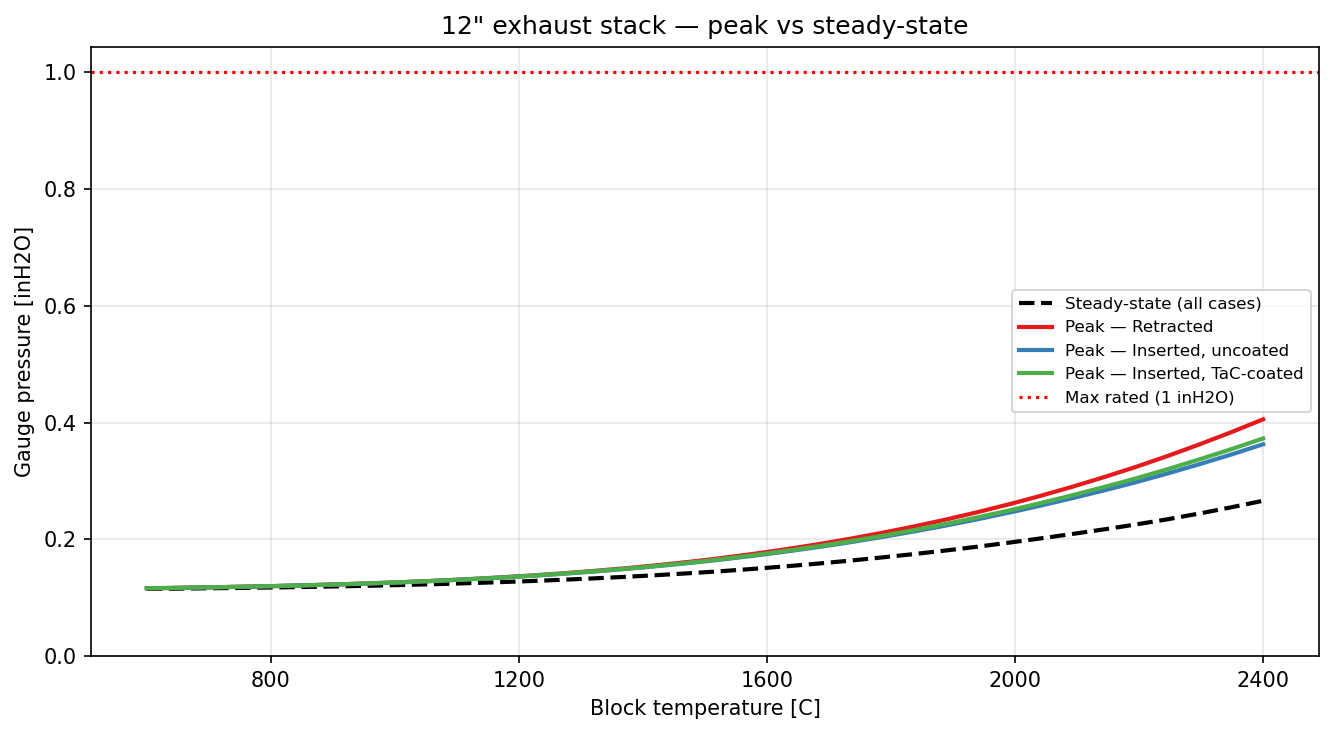 12" exhaust stack — peak vs steady-state
Gauge pressure [inH2O]
1.0
0.8
0.6
0.4
0.2
0.0
Steady-state (all cases)
Peak — Retracted
Peak — Inserted, uncoated
Peak — Inserted, TaC-coated
Max rated (1 inH2O)
800
1200
1600
2000
2400
Block temperature [C]